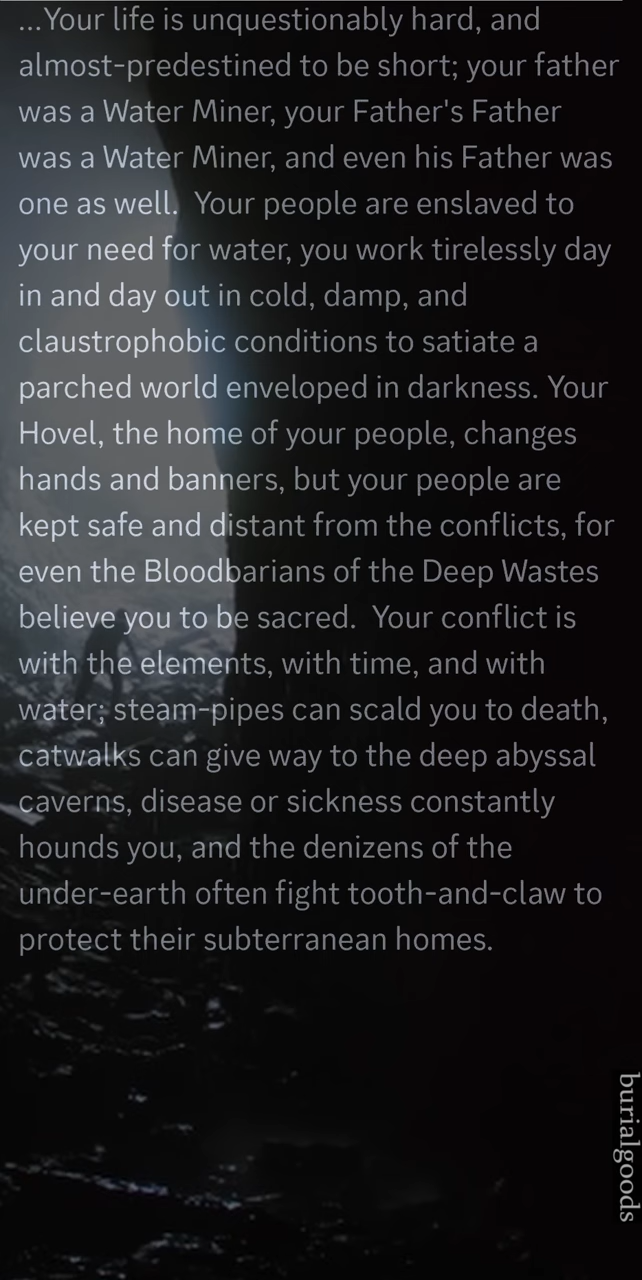 ...Your life is unquestionably hard, and
almost-predestined to be short; your father
was a Water Miner, your Father's Father
was a Water Miner, and even his Father was
one as well.  Your people are enslaved to
your need for water, you work tirelessly day
in and day out in cold, damp, and
claustrophobic conditions to satiate a
parched world enveloped in darkness. Your
Hovel, the home of your people, changes
hands and banners, but your people are
kept safe and distant from the conflicts, for
even the Bloodbarians of the Deep Wastes
believe you to be sacred.  Your conflict is
with the elements, with time, and with
water; steam-pipes can scald you to death,
catwalks can give way to the deep abyssal
caverns, disease or sickness constantly
hounds you, and the denizens of the
under-earth often fight tooth-and-claw to
protect their subterranean homes.
burialgoods